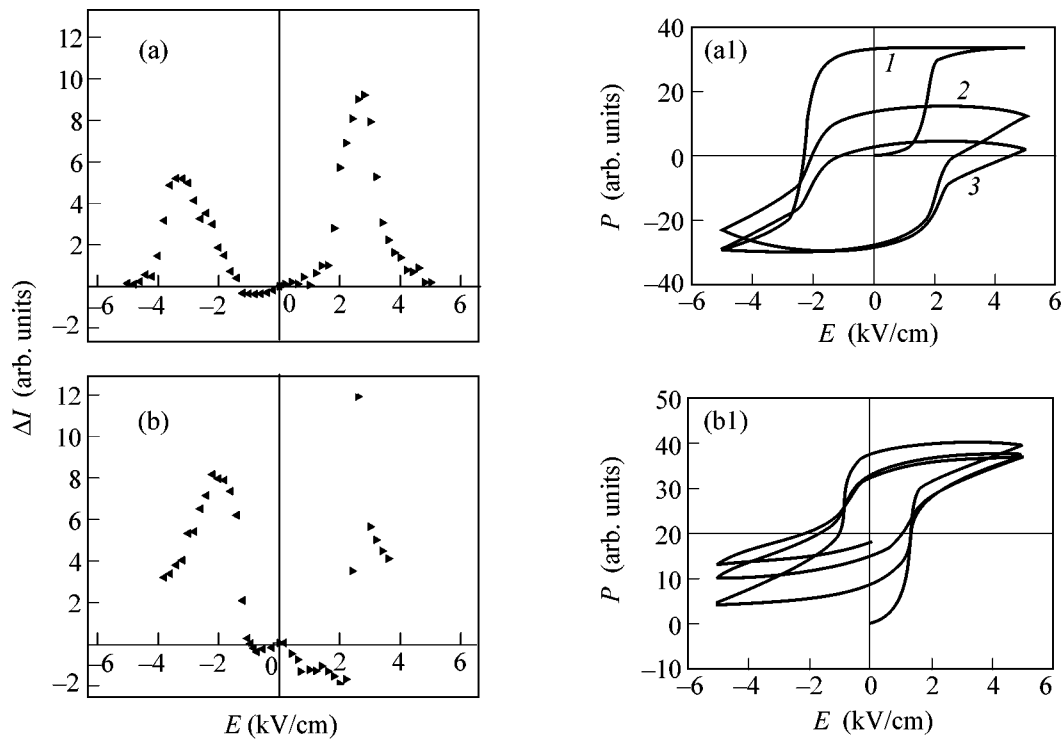 (a)
12
10
8
6
4
2
–2
6 –4 –2 0 2 4 6
(b)
12
10
8
6
4
2
–2
–6 –4 –2 0 2 4 6
E (kV/cm)
ΔI (arb. units)
(a1)
40
20
0
–20
40
–6 –4 –2 0 2 4 6
1
2
3
P (arb. units)
E (kV/cm)
(b1)
50
40
30
20
10
0
–10
–6 –4 –2 0 2 4 6
P (arb. units)
E (kV/cm)